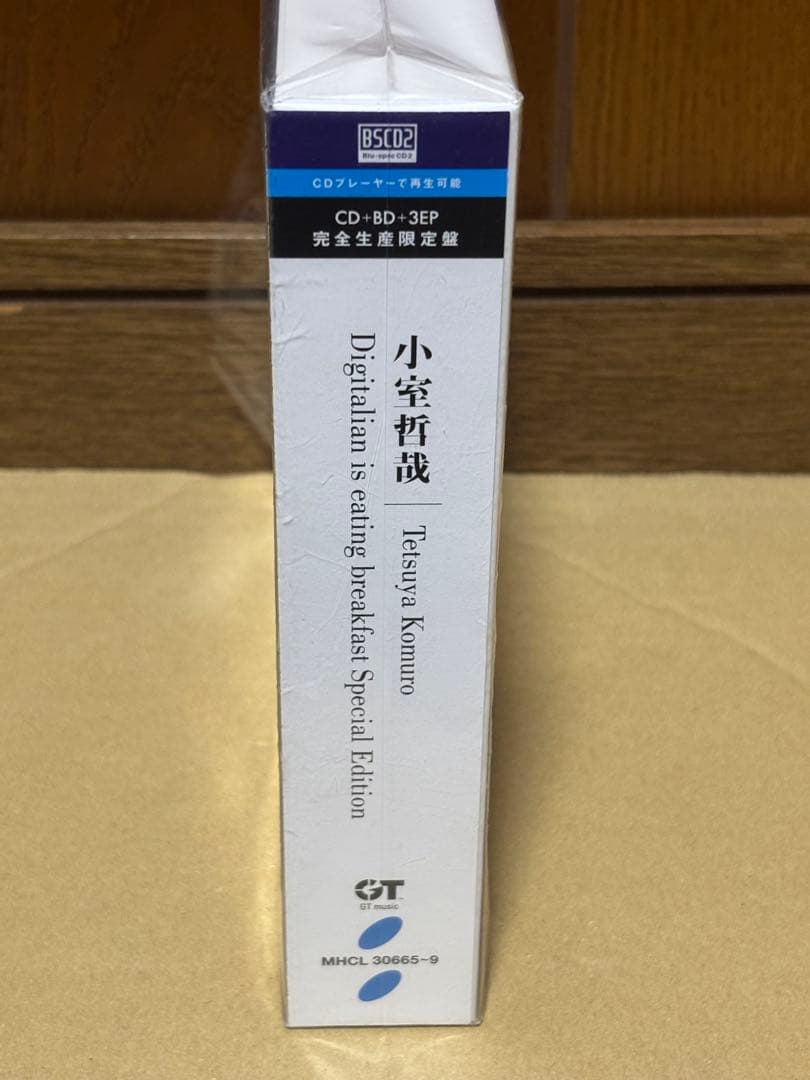 BSCD2
Blu-spec CD2
CDプレーヤーで再生可能
CD+BD+3EP
完全生産限定盤
小室哲哉
Tetsuya Komuro
Digitalian is eating breakfast Special Edition
GT
GT music
MHCL 30665~9